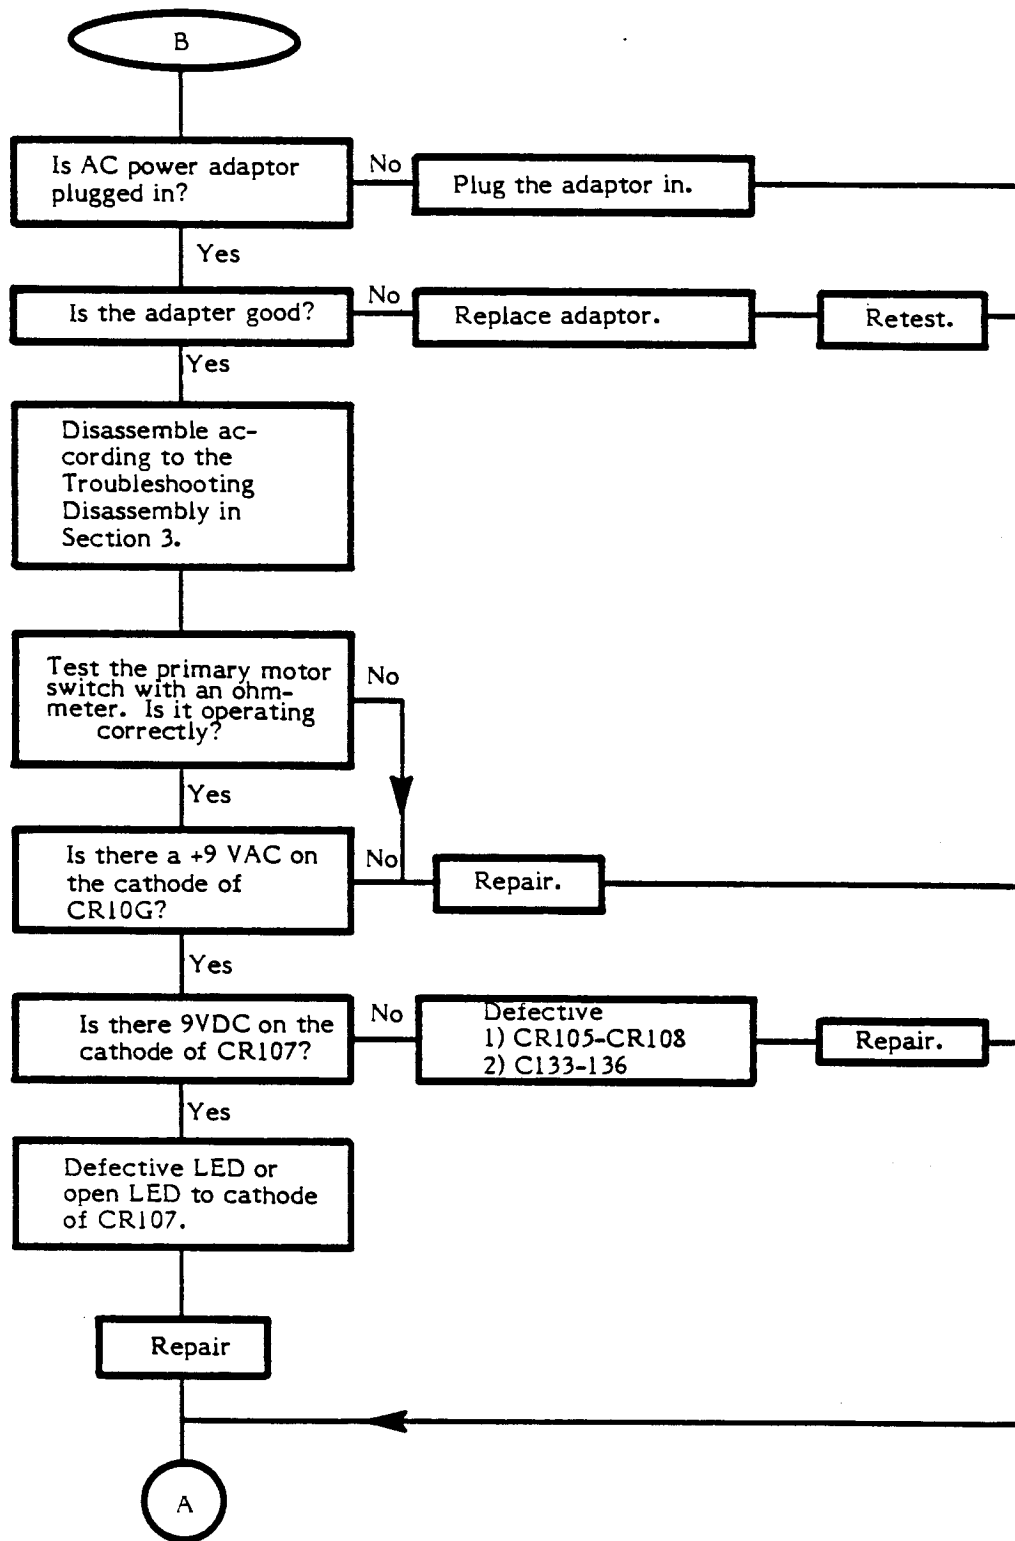 B
Is AC power adaptor
plugged in?
No
Plug the adaptor in.
Yes
Is the adapter good?
No
Replace adaptor.
Retest.
Yes
Disassemble ac-
cording to the
Troubleshooting
Disassembly in
Section 3.
Test the primary motor
switch with an ohm-
meter. Is it operating
correctly?
No
Yes
Is there a +9 VAC on
the cathode of
CR10G?
No
Repair.
Yes
Is there 9VDC on the
cathode of CR107?
No
Defective
1) CR105-CR108
2) C133-136
Repair.
Yes
Defective LED or
open LED to cathode
of CR107.
Repair
A